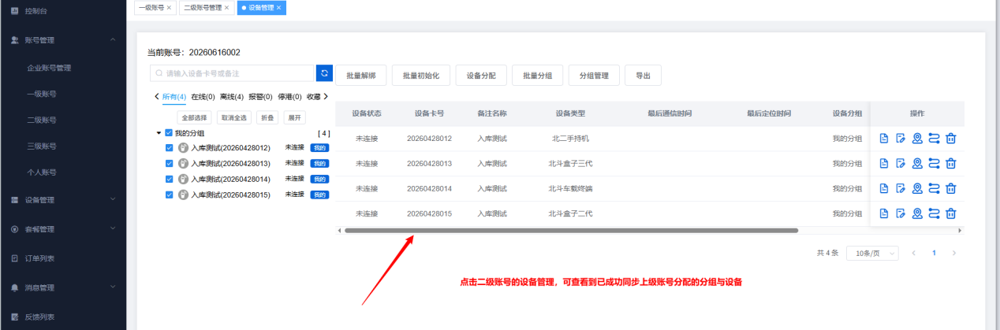 控制台
账号管理
企业账号管理
一级账号
二级账号
三级账号
个人账号
设备管理
套餐管理
订单列表
消息管理
反馈列表
一级账号 × 二级账号管理 × 设备管理 ×
当前账号：20260616002
请输入设备卡号或备注
批量解绑 批量初始化 设备分配 批量分组 分组管理 导出
所有(4) 在线(0) 离线(4) 报警(0) 停港(0) 收藏
全部选择 取消全选 折叠 展开
我的分组 [ 4 ]
入库测试(20260428012) 未连接 我的
入库测试(20260428013) 未连接 我的
入库测试(20260428014) 未连接 我的
入库测试(20260428015) 未连接 我的
设备状态 设备卡号 备注名称 设备类型 最后通信时间 最后定位时间 设备分组 操作
未连接 20260428012 入库测试 北二手持机 我的分组
未连接 20260428013 入库测试 北斗盒子三代 我的分组
未连接 20260428014 入库测试 北斗车载终端 我的分组
未连接 20260428015 入库测试 北斗盒子二代 我的分组
共 4 条 10条/页 < 1 >
点击二级账号的设备管理，可查看到已成功同步上级账号分配的分组与设备